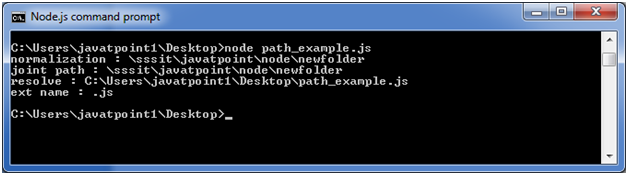 Node.js command prompt
C:\Users\javatpoint1\Desktop>node path_example.js
normalization : \sssit\javatpoint\node\newfolder
joint path : \sssit\javatpoint\node\newfolder
resolve : C:\Users\javatpoint1\Desktop\path_example.js
ext name : .js
C:\Users\javatpoint1\Desktop>_